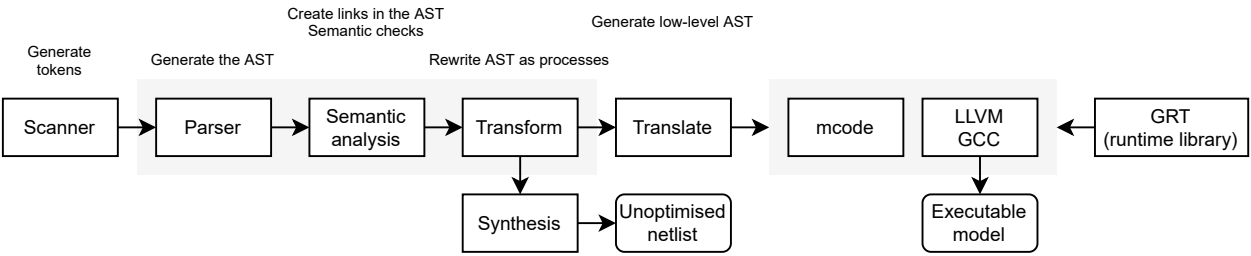 Create links in the AST
Semantic checks
Generate low-level AST
Generate
tokens
Generate the AST
Rewrite AST as processes
Scanner
Parser
Semantic
analysis
Transform
Translate
mcode
LLVM
GCC
GRT
(runtime library)
Synthesis
Unoptimised
netlist
Executable
model